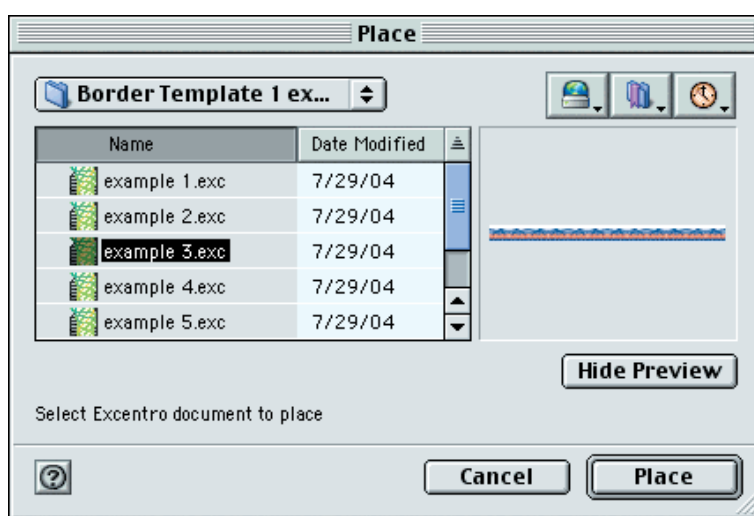 Place
Border Template 1 ex...
Name Date Modified
example 1.exc 7/29/04
example 2.exc 7/29/04
example 3.exc 7/29/04
example 4.exc 7/29/04
example 5.exc 7/29/04
Hide Preview
Select Excentro document to place
?
Cancel Place